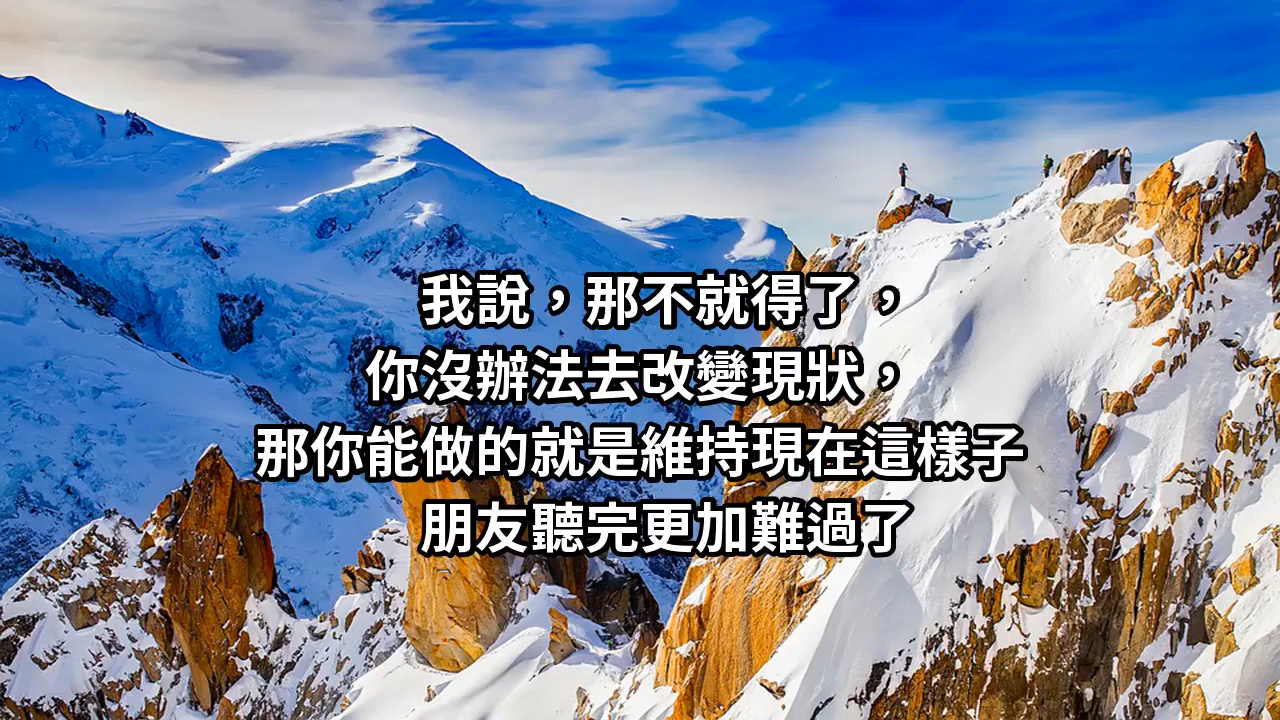 我說，那不就得了，
你沒辦法去改變現狀，
那你能做的就是維持現在這樣子
朋友聽完更加難過了